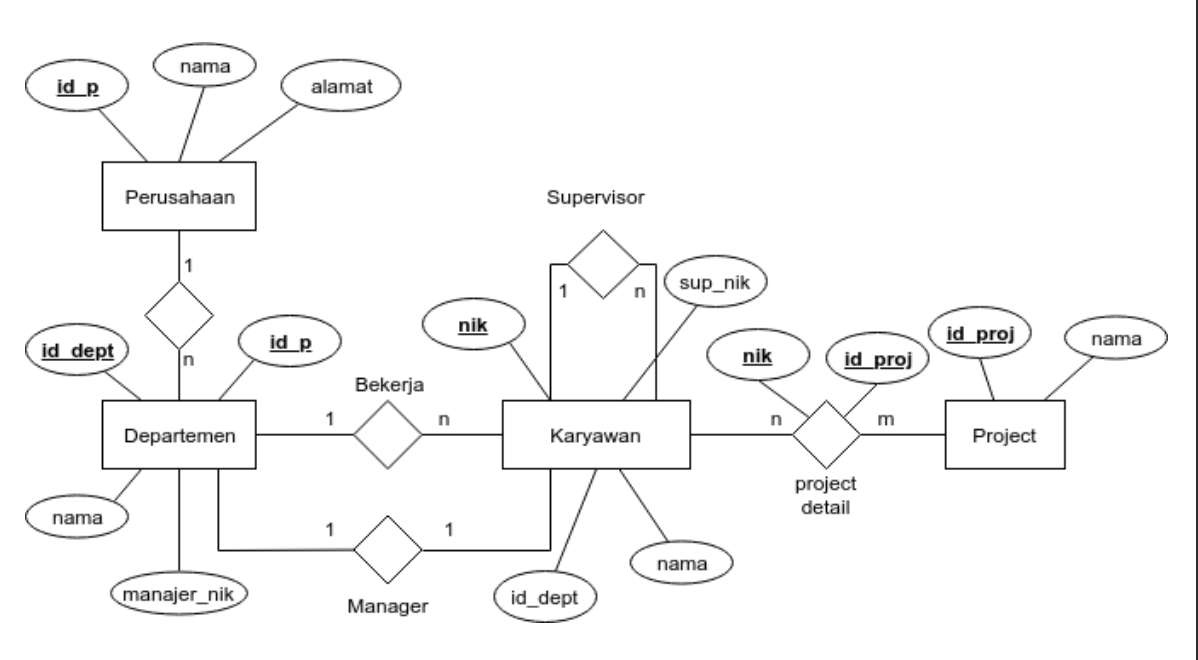 id_p
nama
alamat
Perusahaan
Supervisor
1
1
n
sup_nik
nik
id_dept
id_p
n
nik
id_proj
id_proj
nama
Bekerja
Departemen
1
n
Karyawan
n
m
Project
project
detail
nama
1
1
manajer_nik
Manager
id_dept
nama